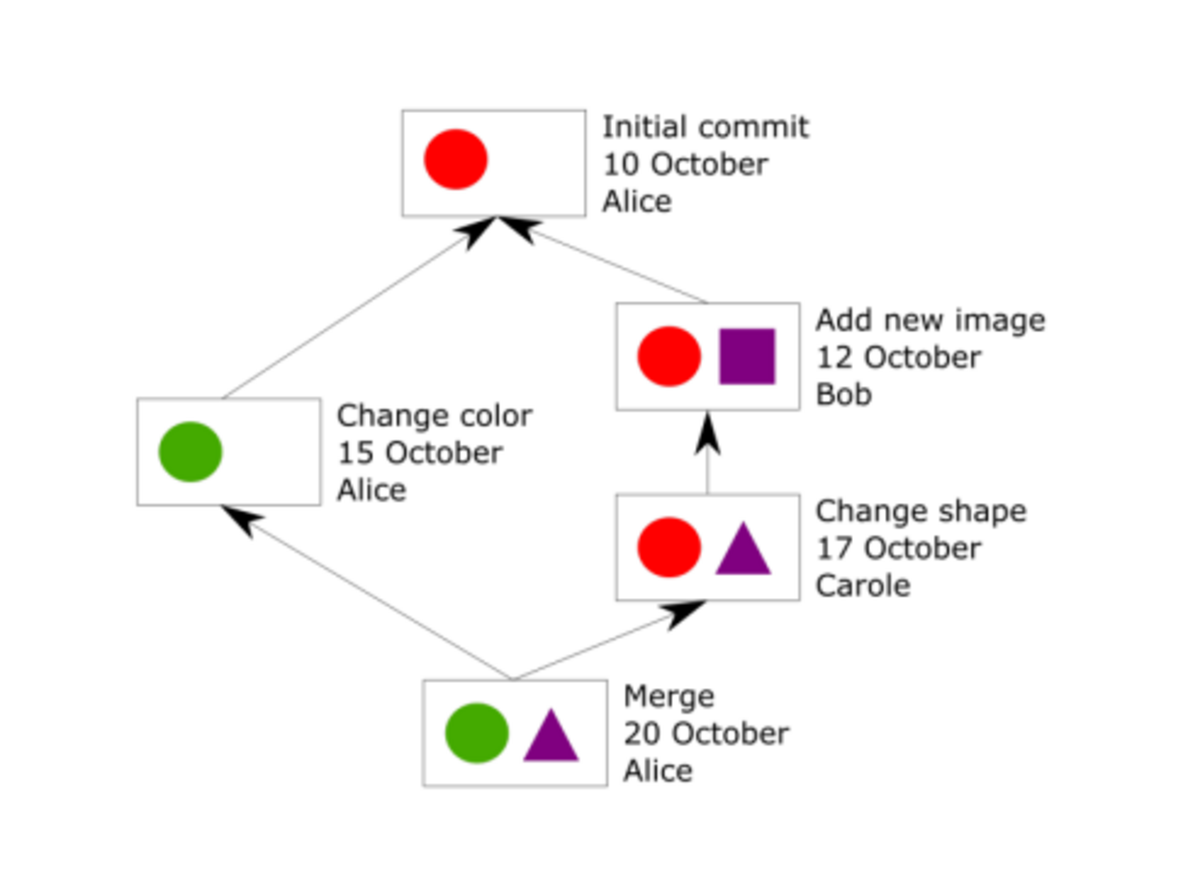 Initial commit
10 October
Alice
Add new image
12 October
Bob
Change color
15 October
Alice
Change shape
17 October
Carole
Merge
20 October
Alice